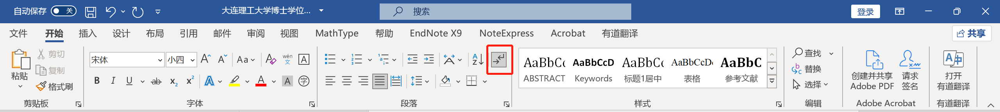 自动保存 关 大连理工大学博士学位... 搜索 登录
文件 开始 插入 设计 布局 引用 邮件 审阅 视图 MathType 帮助 EndNote X9 NoteExpress Acrobat 有道翻译 共享
粘贴 剪切 复制 格式刷
剪贴板
宋体 小四 Aa wén 文 A
B I U ab x₂ x² A A A 字
字体
段落
AaBbCc AaBbCcD AaBbCc AaBbCcD AaBbC
ABSTRACT Keywords 标题1居中 表格 参考文献
样式
查找
替换
选择
编辑
创建并共享 Adobe PDF
请求签名
Adobe Acrobat
打开有道翻译
有道翻译